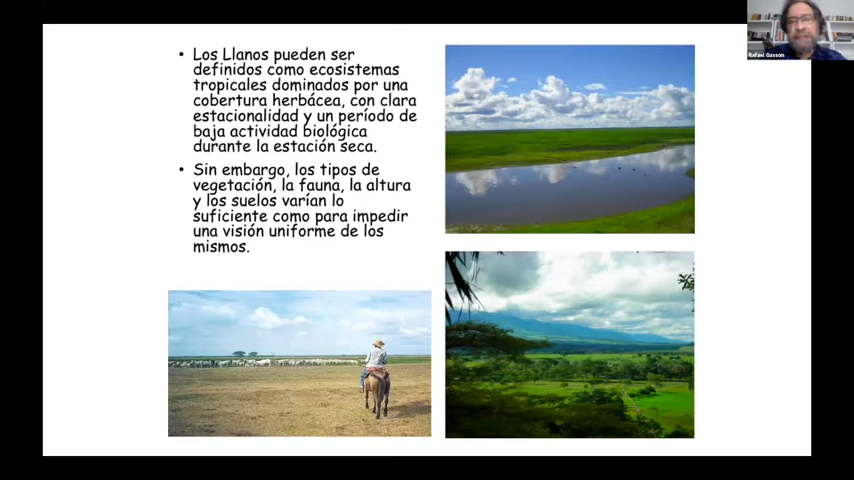 • Los Llanos pueden ser
definidos como ecosistemas
tropicales dominados por una
cobertura herbácea, con clara
estacionalidad y un período de
baja actividad biológica
durante la estación seca.
• Sin embargo, los tipos de
vegetación, la fauna, la altura
y los suelos varían lo
suficiente como para impedir
una visión uniforme de los
mismos.
Rafael Gasson